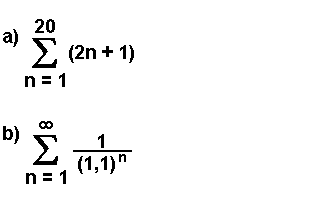 20
a) Σ (2n + 1)
n = 1
∞
b) Σ 1
(1,1)ⁿ
n = 1